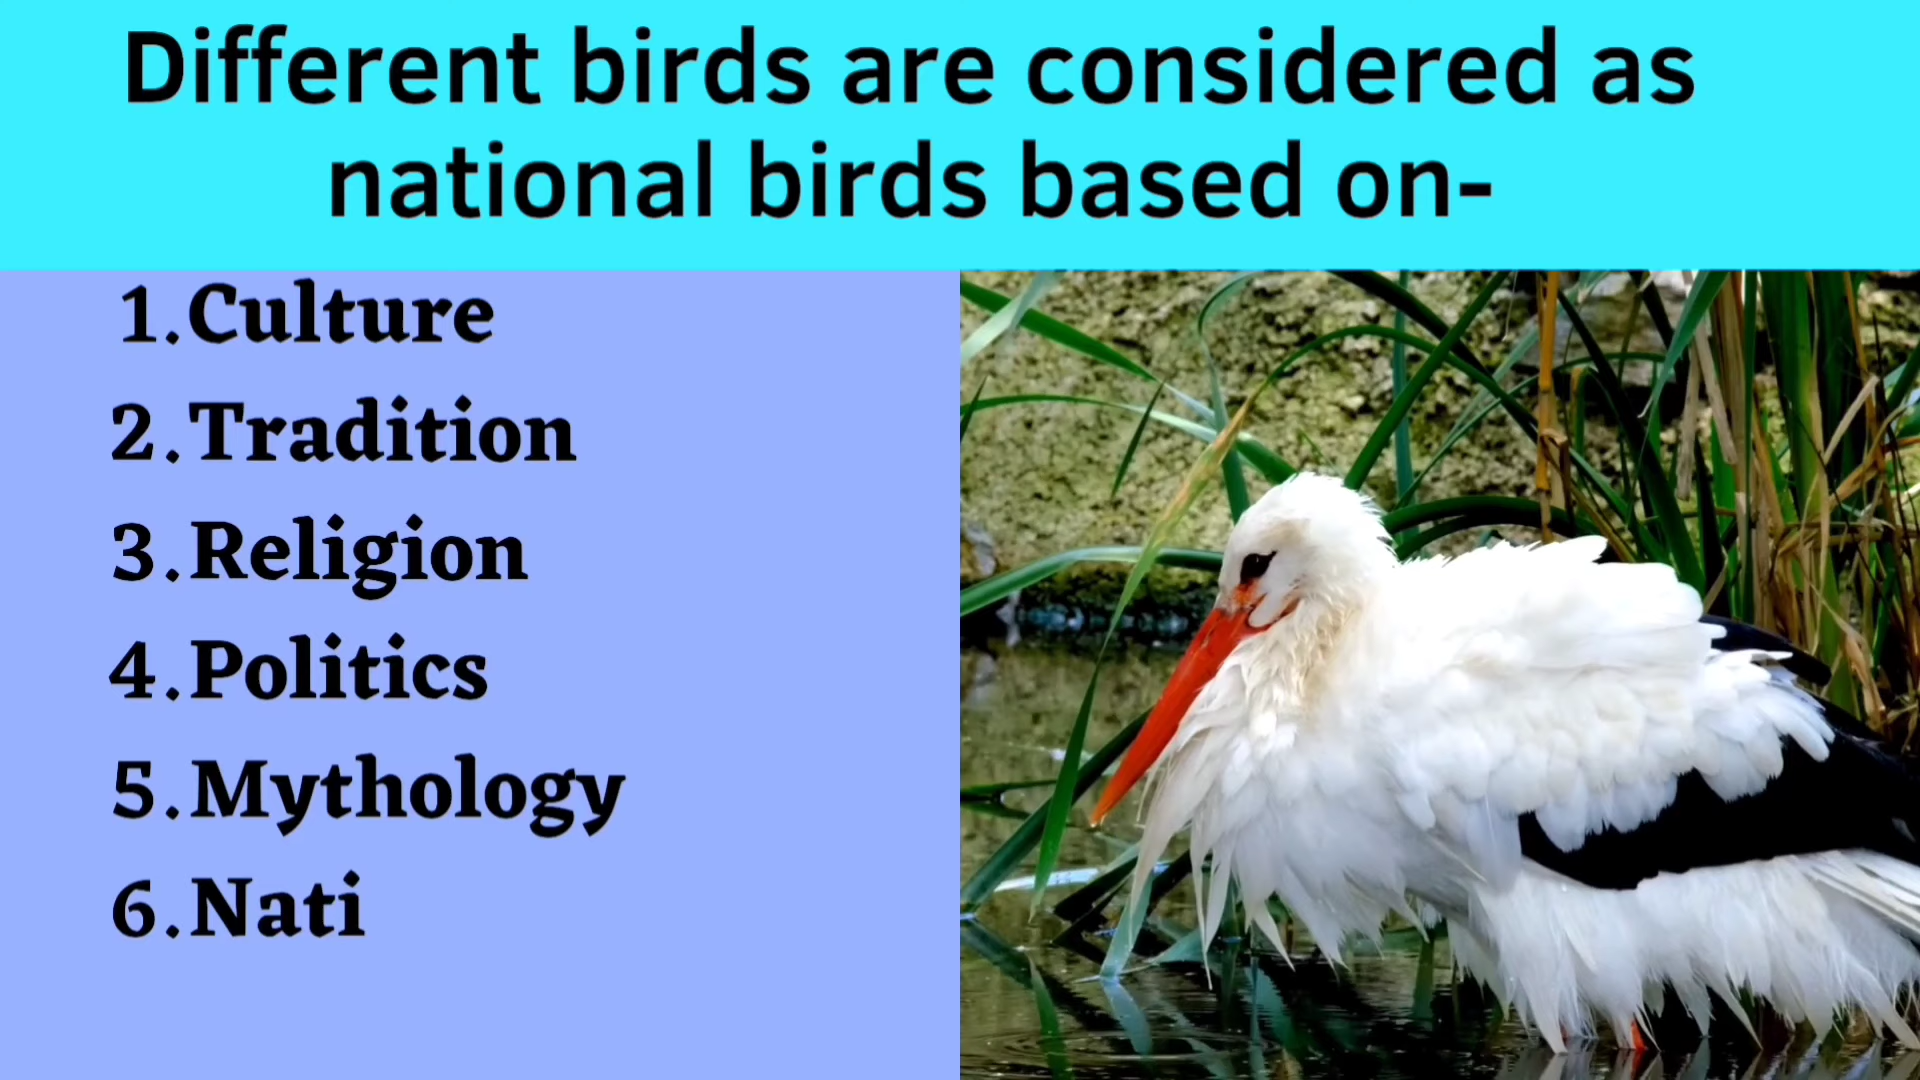 Different birds are considered as
national birds based on-
1.Culture
2.Tradition
3.Religion
4.Politics
5.Mythology
6.Nati